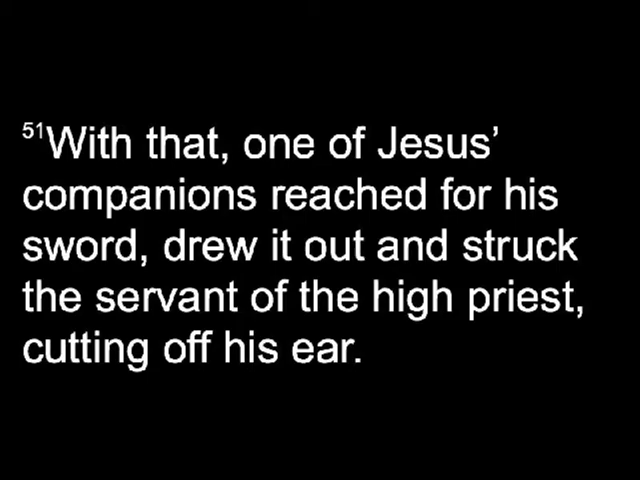 51With that, one of Jesus’
companions reached for his
sword, drew it out and struck
the servant of the high priest,
cutting off his ear.